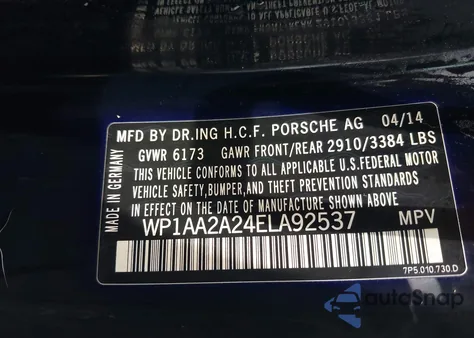 MFD BY DR.ING H.C.F. PORSCHE AG 04/14
GVWR 6173 GAWR FRONT/REAR 2910/3384 LBS
THIS VEHICLE CONFORMS TO ALL APPLICABLE U.S.FEDERAL MOTOR
VEHICLE SAFETY,BUMPER,AND THEFT PREVENTION STANDARDS
IN EFFECT ON THE DATE OF MANUFACTURE SHOWN ABOVE.
WP1AA2A24ELA92537 MPV
MADE IN GERMANY
7P5.010.730.D
autoSnap